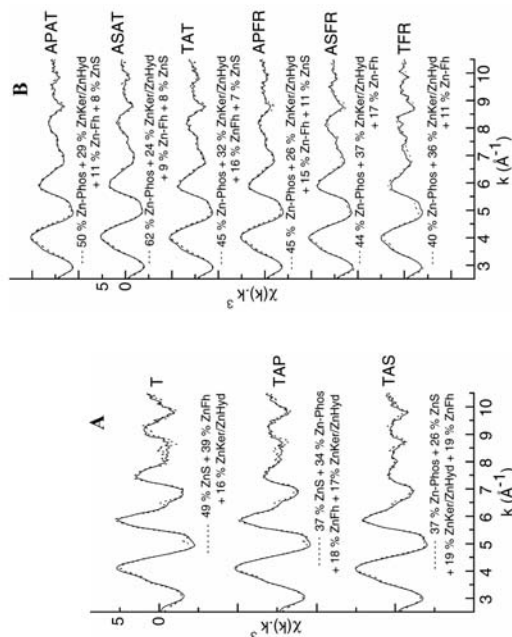 A
T
5
0
49 % ZnS + 39 % ZnFh
+ 16 % ZnKer/ZnHyd
TAP
37 % ZnS + 34 % Zn-Phos
+ 18 % ZnFh + 17% ZnKer/ZnHyd
TAS
37 % Zn-Phos + 26 % ZnS
+ 19 % ZnKer/ZnHyd + 19 % ZnFh
3 4 5 6 7 8 9 10
k (Å-1)
B
APAT
50 % Zn-Phos + 29 % ZnKer/ZnHyd
+ 11 % Zn-Fh + 8 % ZnS
5
0
ASAT
62 % Zn-Phos + 24 % ZnKer/ZnHyd
+ 9 % Zn-Fh + 8 % ZnS
TAT
45 % Zn-Phos + 32 % ZnKer/ZnHyd
+ 16 % ZnFh + 7 % ZnS
APFR
45 % Zn-Phos + 26 % ZnKer/ZnHyd
+ 15 % Zn-Fh + 11 % ZnS
ASFR
44 % Zn-Phos + 37 % ZnKer/ZnHyd
+ 17 % Zn-Fh
TFR
40 % Zn-Phos + 36 % ZnKer/ZnHyd
+ 11 % Zn-Fh
χ(k).k3
3 4 5 6 7 8 9 10
k (Å-1)